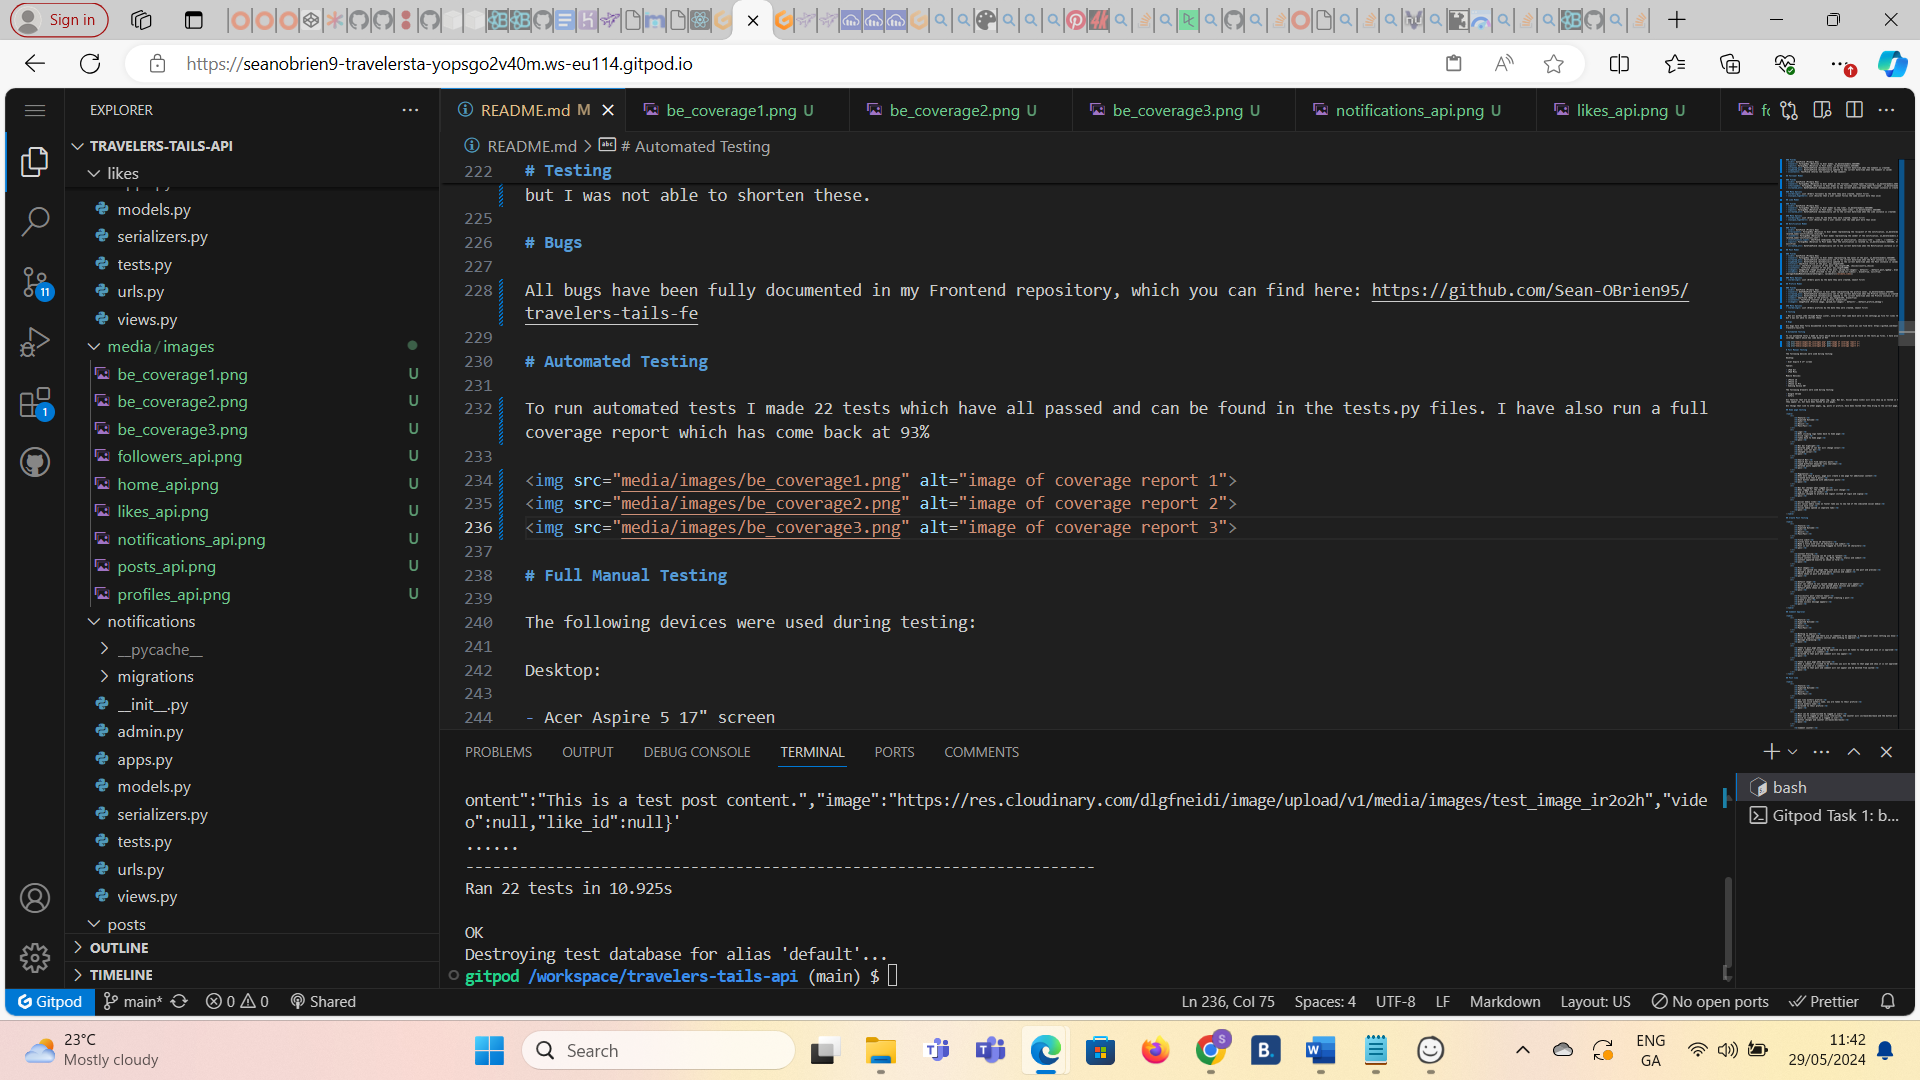 Sign in
https://seanobrien9-travelersta-yopsgo2v40m.ws-eu114.gitpod.io
EXPLORER
README.md M
be_coverage1.png U
be_coverage2.png U
be_coverage3.png U
notifications_api.png U
likes_api.png U
README.md > # Automated Testing
TRAVELERS-TAILS-API
likes
models.py
serializers.py
tests.py
urls.py
views.py
media/images
be_coverage1.png U
be_coverage2.png U
be_coverage3.png U
followers_api.png U
home_api.png U
likes_api.png U
notifications_api.png U
posts_api.png U
profiles_api.png U
notifications
__pycache__
migrations
__init__.py
admin.py
apps.py
models.py
serializers.py
tests.py
urls.py
views.py
posts
OUTLINE
TIMELINE
222 # Testing
but I was not able to shorten these.
225
226 # Bugs
227
228 All bugs have been fully documented in my Frontend repository, which you can find here: https://github.com/Sean-OBrien95/
travelers-tails-fe
229
230 # Automated Testing
231
232 To run automated tests I made 22 tests which have all passed and can be found in the tests.py files. I have also run a full
coverage report which has come back at 93%
233
234 <img src="media/images/be_coverage1.png" alt="image of coverage report 1">
235 <img src="media/images/be_coverage2.png" alt="image of coverage report 2">
236 <img src="media/images/be_coverage3.png" alt="image of coverage report 3">
237
238 # Full Manual Testing
239
240 The following devices were used during testing:
241
242 Desktop:
243
244 - Acer Aspire 5 17" screen
PROBLEMS OUTPUT DEBUG CONSOLE TERMINAL PORTS COMMENTS
ontent":"This is a test post content.","image":"https://res.cloudinary.com/dlgfneidi/image/upload/v1/media/images/test_image_ir2o2h","vide
o":null,"like_id":null}'
......
----------------------------------------------------------------------
Ran 22 tests in 10.925s
OK
Destroying test database for alias 'default'...
gitpod /workspace/travelers-tails-api (main) $
bash
Gitpod Task 1: b...
11
1
Gitpod main* 0 0 Shared
Ln 236, Col 75 Spaces: 4 UTF-8 LF Markdown Layout: US No open ports Prettier
23°C
Mostly cloudy
Search
ENG
GA
11:42
29/05/2024